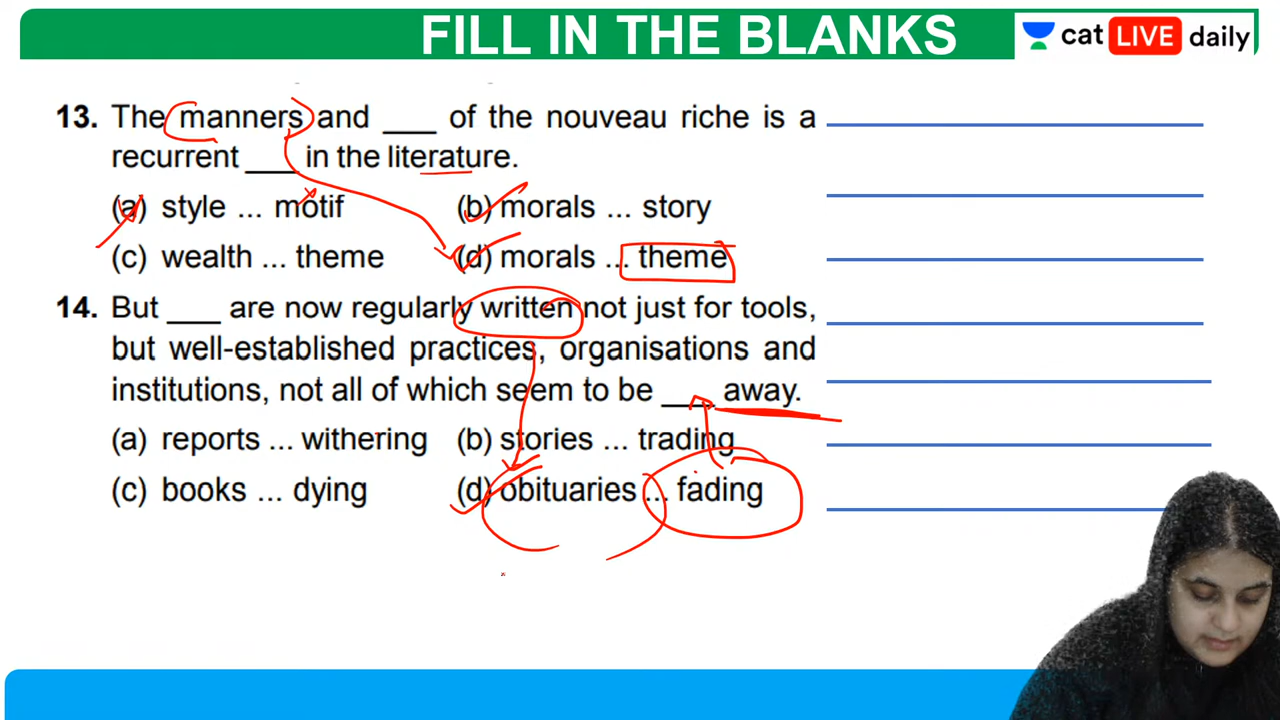 FILL IN THE BLANKS
cat LIVE daily
13. The manners and ___ of the nouveau riche is a
recurrent ___ in the literature.
(a) style ... motif (b) morals ... story
(c) wealth ... theme (d) morals ... theme
14. But ___ are now regularly written not just for tools,
but well-established practices, organisations and
institutions, not all of which seem to be ___ away.
(a) reports ... withering (b) stories ... trading
(c) books ... dying (d) obituaries ... fading